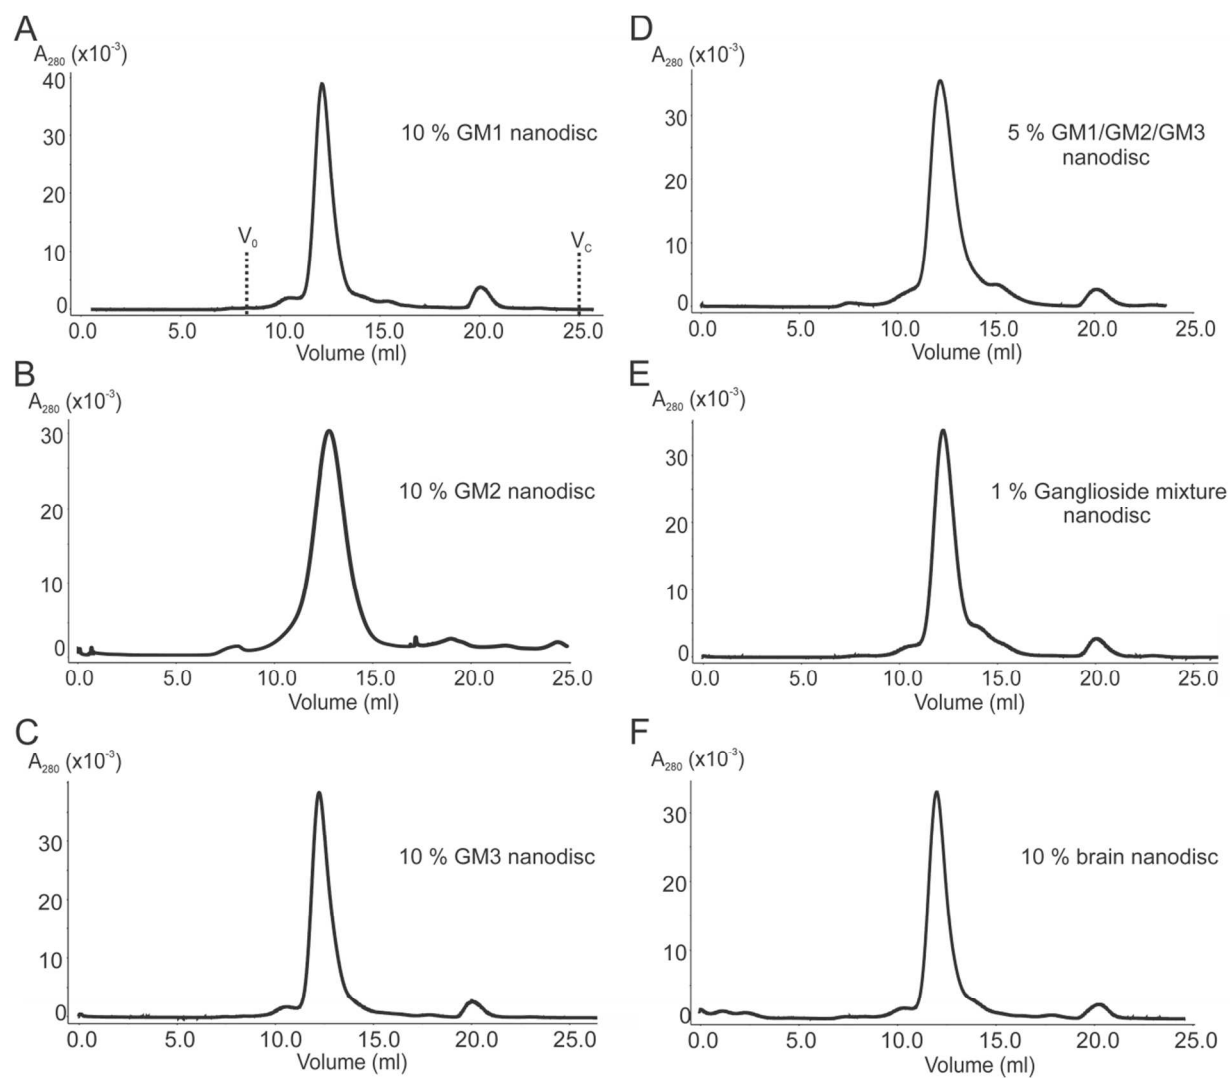 A
A₂₈₀ (x10⁻³)
40
30
20
10
0
V₀
V_C
10 % GM1 nanodisc
0.0 5.0 10.0 15.0 20.0 25.0
Volume (ml)
B
A₂₈₀ (x10⁻³)
30
20
10
0
10 % GM2 nanodisc
0.0 5.0 10.0 15.0 20.0 25.0
Volume (ml)
C
A₂₈₀ (x10⁻³)
30
20
10
0
10 % GM3 nanodisc
0.0 5.0 10.0 15.0 20.0 25.0
Volume (ml)
D
A₂₈₀ (x10⁻³)
30
20
10
0
5 % GM1/GM2/GM3
nanodisc
0.0 5.0 10.0 15.0 20.0 25.0
Volume (ml)
E
A₂₈₀ (x10⁻³)
30
20
10
0
1 % Ganglioside mixture
nanodisc
0.0 5.0 10.0 15.0 20.0 25.0
Volume (ml)
F
A₂₈₀ (x10⁻³)
30
20
10
0
10 % brain nanodisc
0.0 5.0 10.0 15.0 20.0 25.0
Volume (ml)